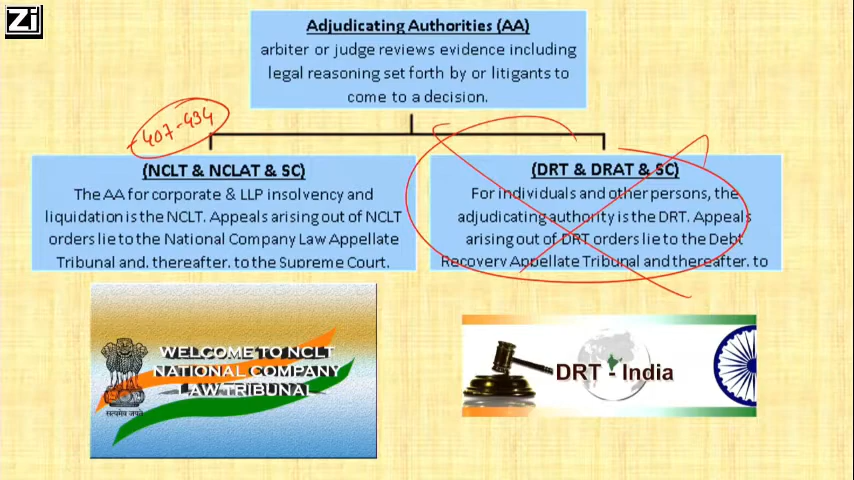 Zi
Adjudicating Authorities (AA)
arbiter or judge reviews evidence including
legal reasoning set forth by or litigants to
come to a decision.
407-434
(NCLT & NCLAT & SC)
The AA for corporate & LLP insolvency and
liquidation is the NCLT. Appeals arising out of NCLT
orders lie to the National Company Law Appellate
Tribunal and, thereafter, to the Supreme Court.
(DRT & DRAT & SC)
For individuals and other persons, the
adjudicating authority is the DRT. Appeals
arising out of DRT orders lie to the Debt
Recovery Appellate Tribunal and thereafter, to
WELCOME TO NCLT
NATIONAL COMPANY
LAW TRIBUNAL
सत्यमेव जयते
DRT - India